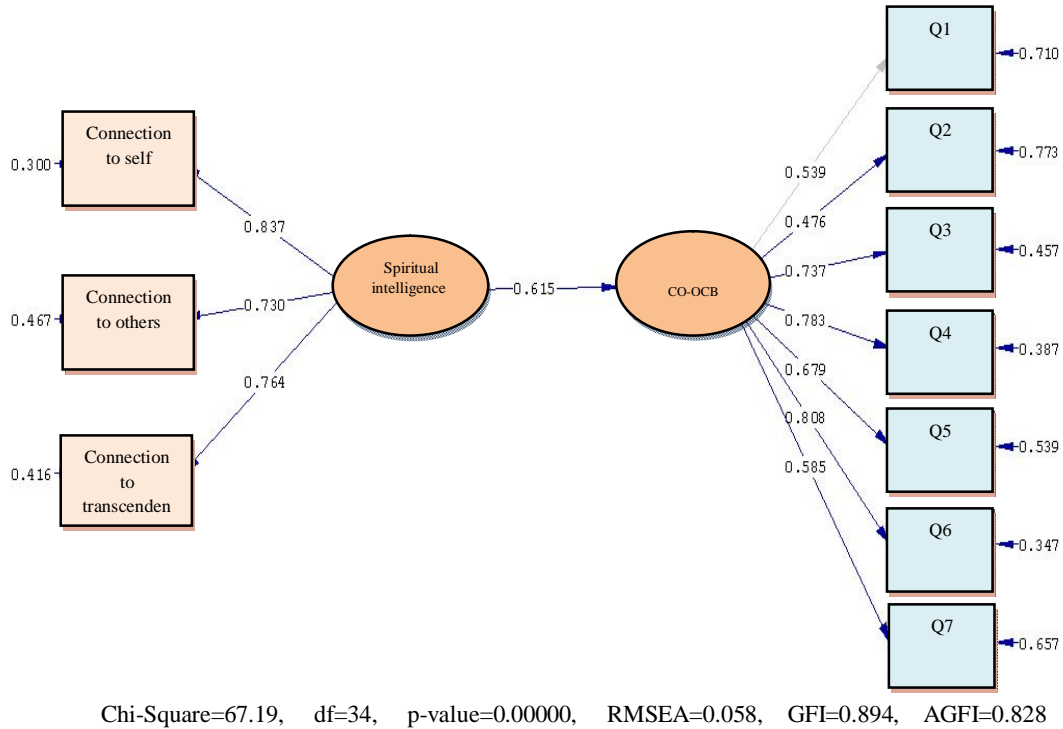 Q1
0.710
Connection
to self
0.300
Q2
0.773
0.539
0.476
0.837
Q3
0.457
0.737
Spiritual
intelligence
0.615
CO-OCB
Connection
to others
0.467
0.730
0.783
Q4
0.387
0.764
0.679
0.808
0.585
Q5
0.539
Connection
to
transcenden
0.416
Q6
0.347
Q7
0.657
Chi-Square=67.19, df=34, p-value=0.00000, RMSEA=0.058, GFI=0.894, AGFI=0.828